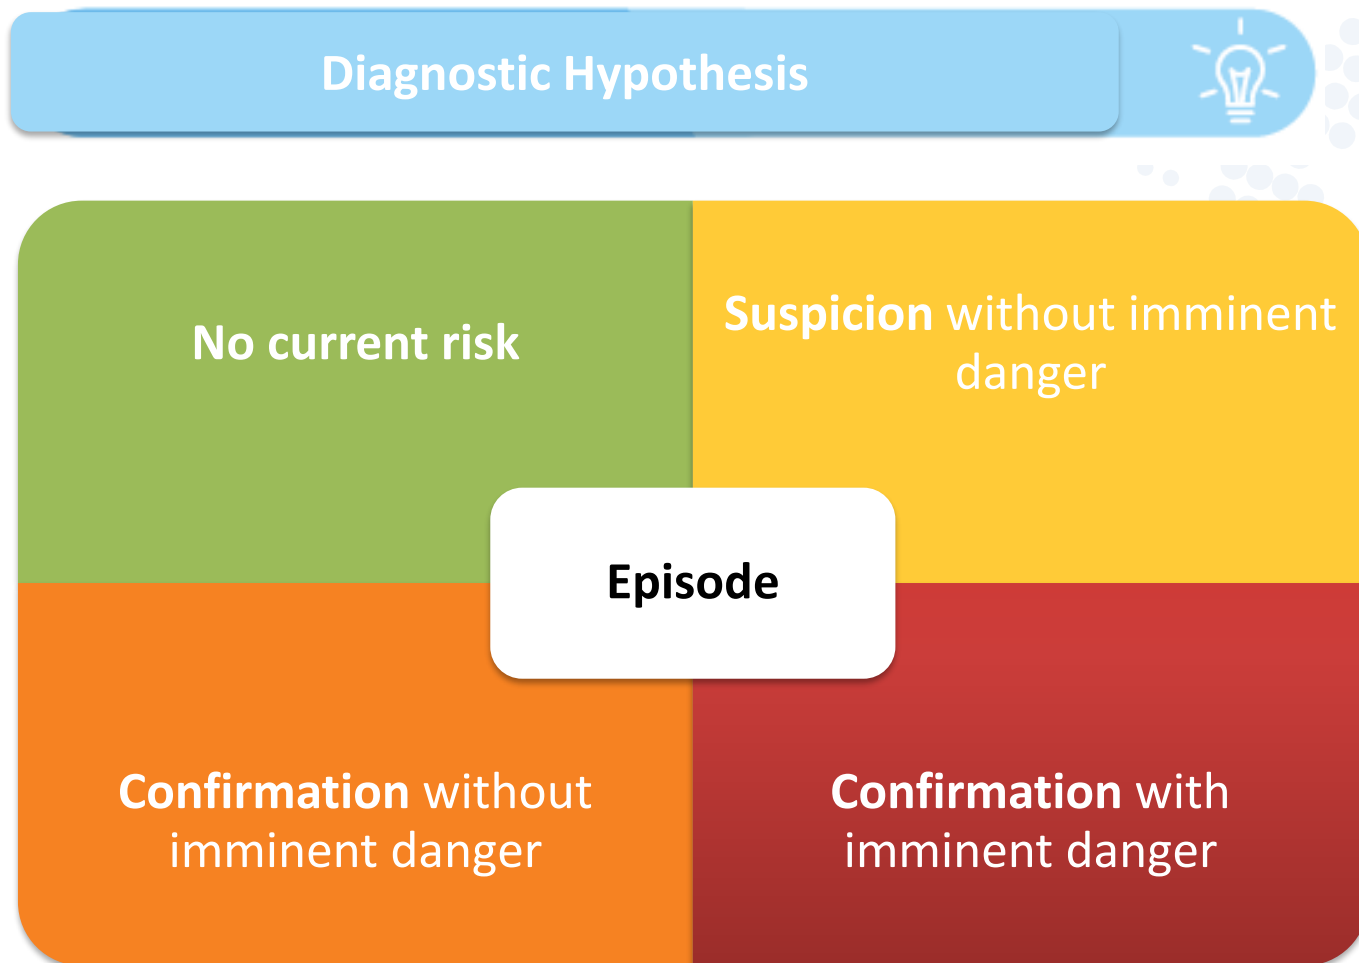 Diagnostic Hypothesis
No current risk
Suspicion without imminent
danger
Episode
Confirmation without
imminent danger
Confirmation with
imminent danger